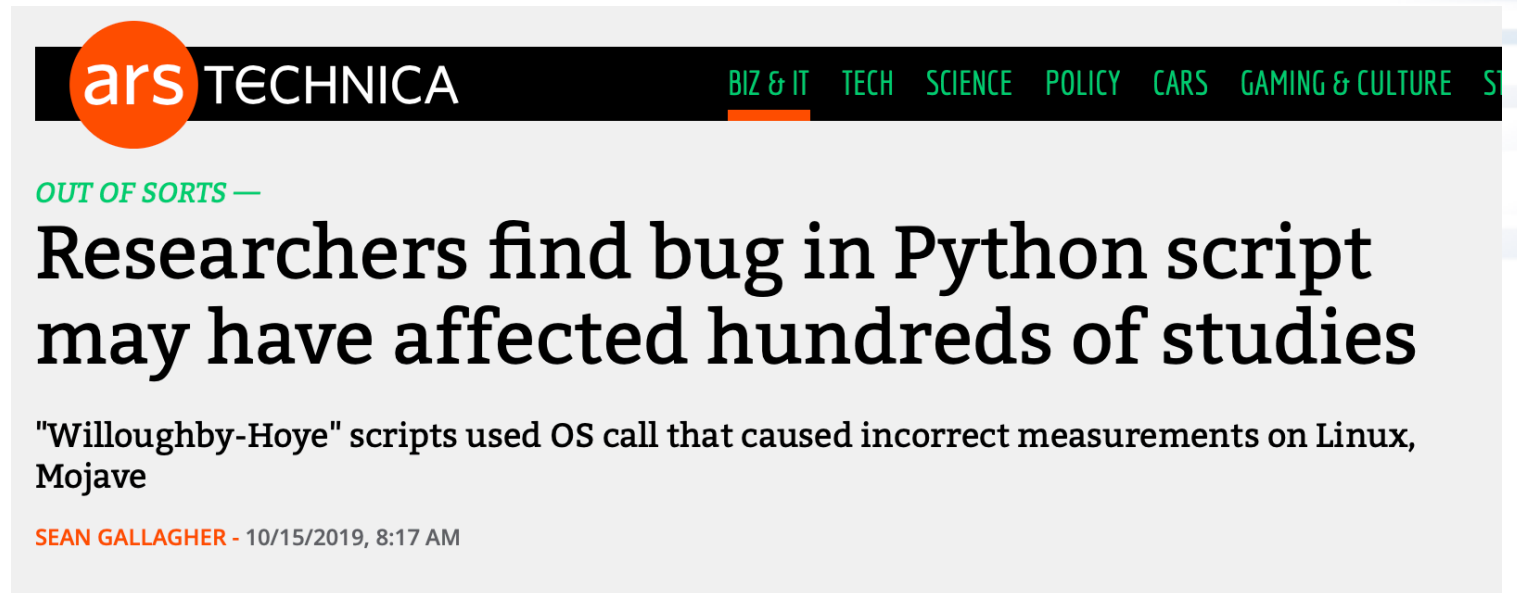 ars TECHNICA
BIZ & IT TECH SCIENCE POLICY CARS GAMING & CULTURE
OUT OF SORTS —
Researchers find bug in Python script
may have affected hundreds of studies
"Willoughby-Hoye" scripts used OS call that caused incorrect measurements on Linux,
Mojave
SEAN GALLAGHER - 10/15/2019, 8:17 AM